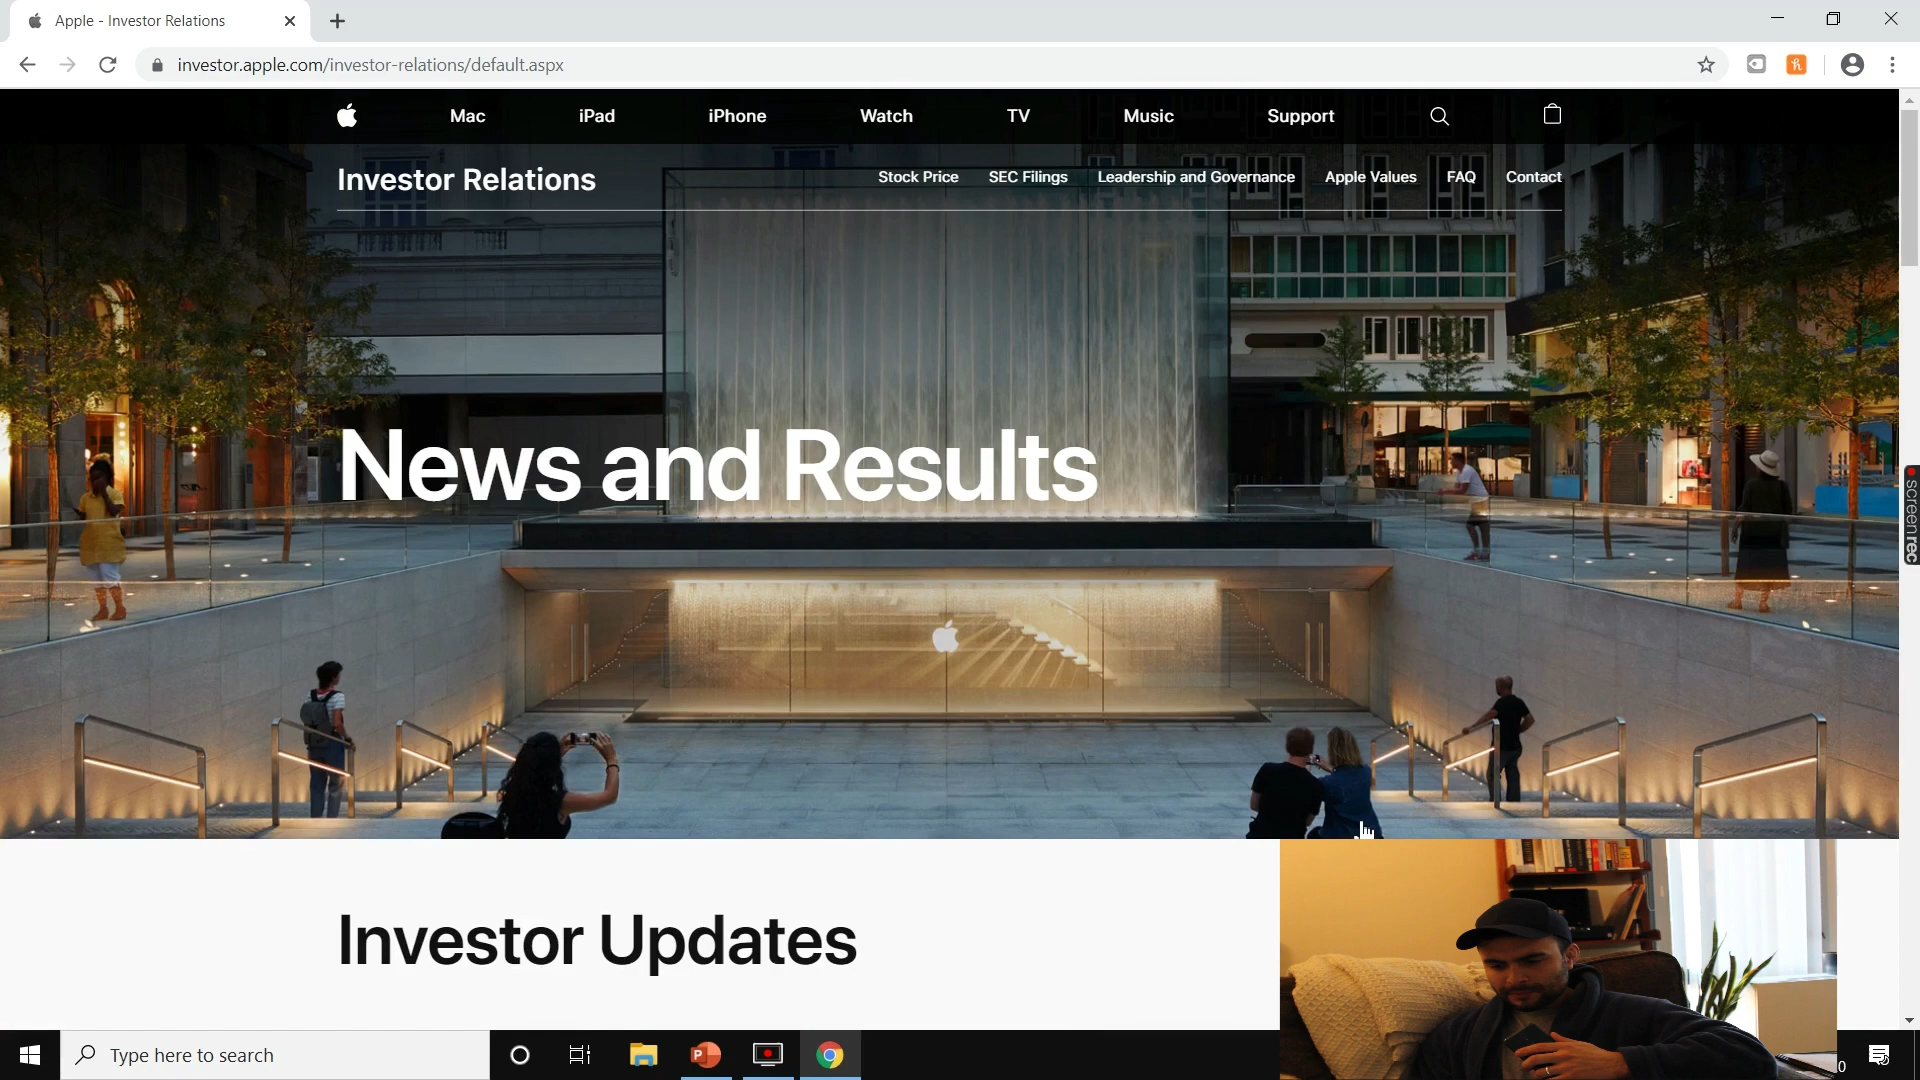 Apple - Investor Relations
investor.apple.com/investor-relations/default.aspx
Mac iPad iPhone Watch TV Music Support
Investor Relations
Stock Price SEC Filings Leadership and Governance Apple Values FAQ Contact
News and Results
screenrec
Investor Updates
Type here to search